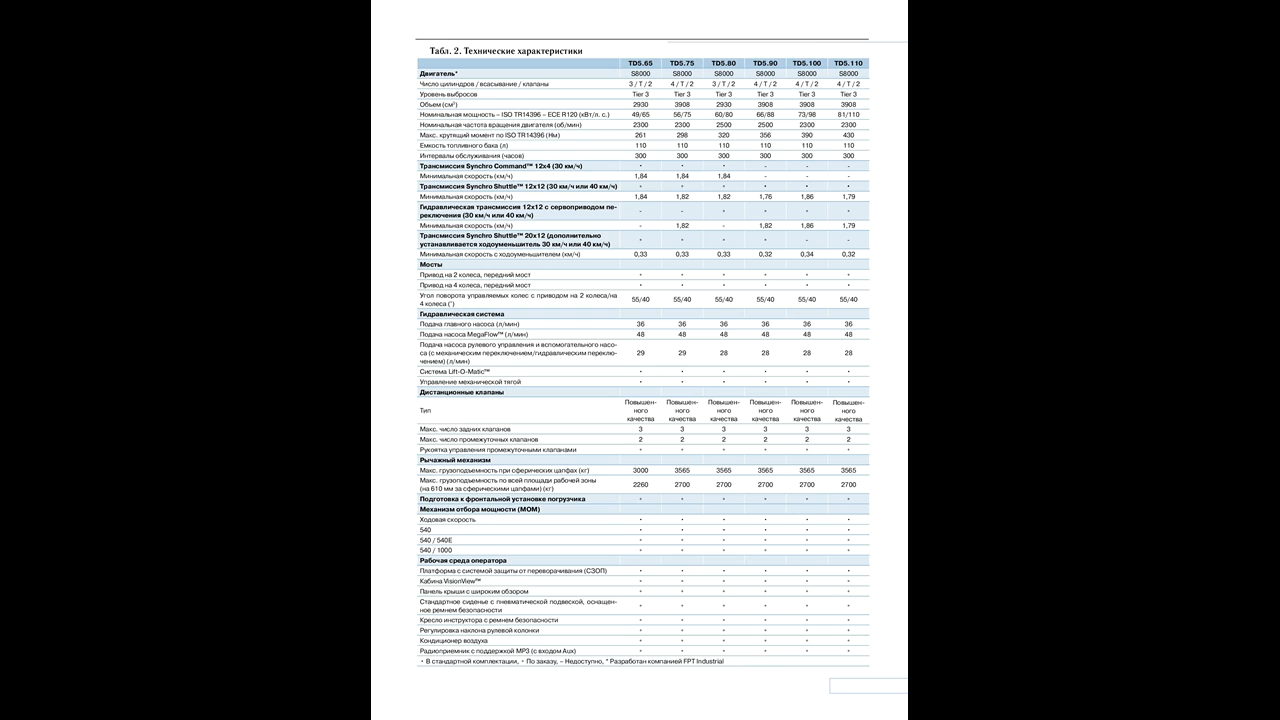 Табл. 2. Технические характеристики
TD5.65 TD5.75 TD5.80 TD5.90 TD5.100 TD5.110
Двигатель* S8000 S8000 S8000 S8000 S8000 S8000
Число цилиндров / всасывание / клапаны 3 / T / 2 4 / T / 2 3 / T / 2 4 / T / 2 4 / T / 2 4 / T / 2
Уровень выбросов Tier 3 Tier 3 Tier 3 Tier 3 Tier 3 Tier 3
Объем (см³) 2930 3908 2930 3908 3908 3908
Номинальная мощность – ISO TR14396 – ECE R120 (кВт/л. с.) 49/65 56/75 60/80 66/88 73/98 81/110
Номинальная частота вращения двигателя (об/мин) 2300 2300 2500 2500 2300 2300
Макс. крутящий момент по ISO TR14396 (Нм) 261 298 320 356 390 430
Емкость топливного бака (л) 110 110 110 110 110 110
Интервалы обслуживания (часов) 300 300 300 300 300 300
Трансмиссия Synchro Command™ 12x4 (30 км/ч) • • • - - -
Минимальная скорость (км/ч) 1,84 1,84 1,84 - - -
Трансмиссия Synchro Shuttle™ 12x12 (30 км/ч или 40 км/ч) ◦ ◦ ◦ • • •
Минимальная скорость (км/ч) 1,84 1,82 1,82 1,76 1,86 1,79
Гидравлическая трансмиссия 12x12 с сервоприводом пе-
реключения (30 км/ч или 40 км/ч) - - ◦ ◦ ◦ ◦
Минимальная скорость (км/ч) - 1,82 - 1,82 1,86 1,79
Трансмиссия Synchro Shuttle™ 20x12 (дополнительно
устанавливается ходоуменьшитель 30 км/ч или 40 км/ч) ◦ ◦ ◦ ◦ - -
Минимальная скорость с ходоуменьшителем (км/ч) 0,33 0,33 0,33 0,32 0,34 0,32
Мосты
Привод на 2 колеса, передний мост ◦ ◦ ◦ ◦ ◦ ◦
Привод на 4 колеса, передний мост • • • • • •
Угол поворота управляемых колес с приводом на 2 колеса/на
4 колеса (°) 55/40 55/40 55/40 55/40 55/40 55/40
Гидравлическая система
Подача главного насоса (л/мин) 36 36 36 36 36 36
Подача насоса MegaFlow™ (л/мин) 48 48 48 48 48 48
Подача насоса рулевого управления и вспомогательного насо-
са (с механическим переключением/гидравлическим переклю-
чением) (л/мин) 29 29 28 28 28 28
Система Lift-O-Matic™ • • • • • •
Управление механической тягой • • • • • •
Дистанционные клапаны
Тип Повышен-ного качества Повышен-ного качества Повышен-ного качества Повышен-ного качества Повышен-ного качества Повышен-ного качества
Макс. число задних клапанов 3 3 3 3 3 3
Макс. число промежуточных клапанов 2 2 2 2 2 2
Рукоятка управления промежуточными клапанами ◦ ◦ ◦ ◦ ◦ ◦
Рычажный механизм
Макс. грузоподъемность при сферических цапфах (кг) 3000 3565 3565 3565 3565 3565
Макс. грузоподъемность по всей площади рабочей зоны
(на 610 мм за сферическими цапфами) (кг) 2260 2700 2700 2700 2700 2700
Подготовка к фронтальной установке погрузчика ◦ ◦ ◦ ◦ ◦ ◦
Механизм отбора мощности (МОМ)
Ходовая скорость • • • • • •
540 • • • • • •
540 / 540E ◦ ◦ ◦ ◦ ◦ ◦
540 / 1000 ◦ ◦ ◦ ◦ ◦ ◦
Рабочая среда оператора
Платформа с системой защиты от переворачивания (СЗОП) • • • • • •
Кабина VisionView™ ◦ ◦ ◦ ◦ ◦ ◦
Панель крыши с широким обзором ◦ ◦ ◦ ◦ ◦ ◦
Стандартное сиденье с пневматической подвеской, оснащен-
ное ремнем безопасности ◦ ◦ ◦ ◦ ◦ ◦
Кресло инструктора с ремнем безопасности ◦ ◦ ◦ ◦ ◦ ◦
Регулировка наклона рулевой колонки ◦ ◦ ◦ ◦ ◦ ◦
Кондиционер воздуха ◦ ◦ ◦ ◦ ◦ ◦
Радиоприемник с поддержкой MP3 (с входом Aux) ◦ ◦ ◦ ◦ ◦ ◦
• В стандартной комплектации, ◦ По заказу, – Недоступно, * Разработан компанией FPT Industrial